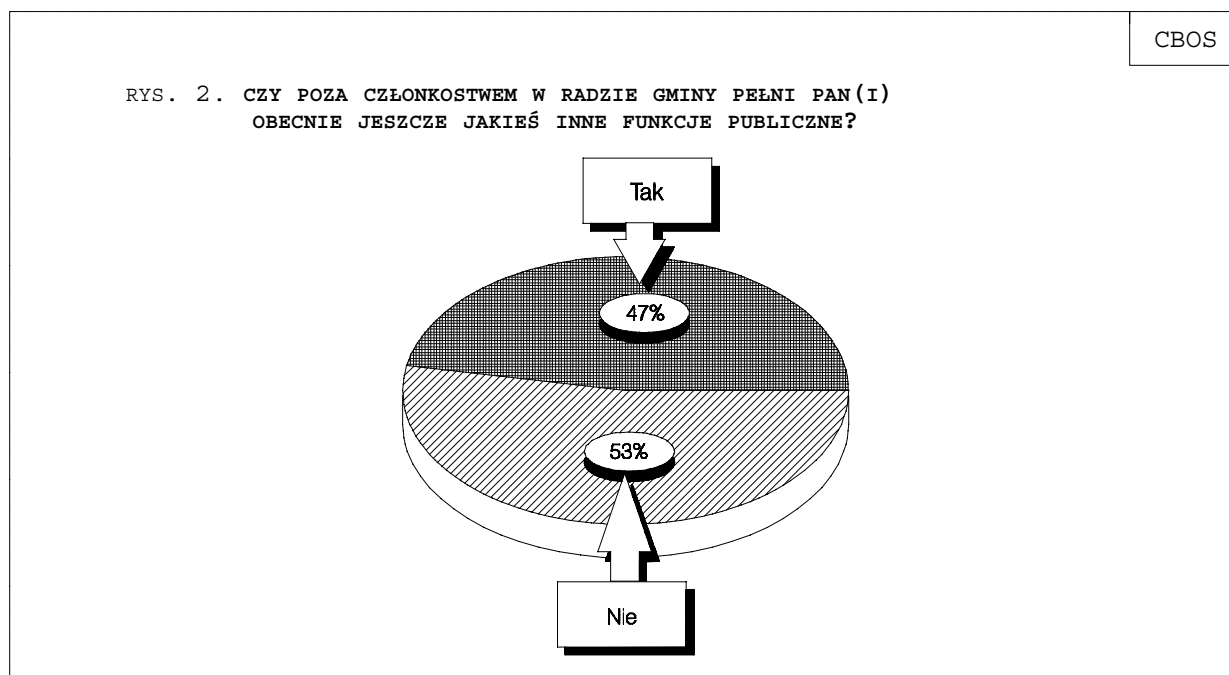 CBOS
RYS. 2. CZY POZA CZŁONKOSTWEM W RADZIE GMINY PEŁNI PAN(I)
OBECNIE JESZCZE JAKIEŚ INNE FUNKCJE PUBLICZNE?
Tak
47%
53%
Nie